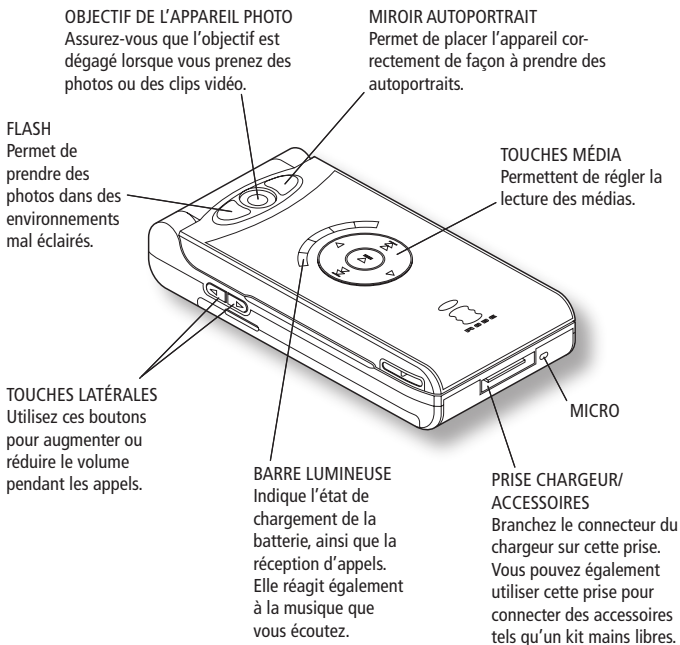 OBJECTIF DE L'APPAREIL PHOTO
Assurez-vous que l'objectif est
dégagé lorsque vous prenez des
photos ou des clips vidéo.
MIROIR AUTOPORTRAIT
Permet de placer l'appareil cor-
rectement de façon à prendre des
autoportraits.
FLASH
Permet de
prendre des
photos dans des
environnements
mal éclairés.
TOUCHES MÉDIA
Permettent de régler la
lecture des médias.
TOUCHES LATÉRALES
Utilisez ces boutons
pour augmenter ou
réduire le volume
pendant les appels.
BARRE LUMINEUSE
Indique l'état de
chargement de la
batterie, ainsi que la
réception d'appels.
Elle réagit également
à la musique que
vous écoutez.
MICRO
PRISE CHARGEUR/
ACCESSOIRES
Branchez le connecteur du
chargeur sur cette prise.
Vous pouvez également
utiliser cette prise pour
connecter des accessoires
tels qu'un kit mains libres.